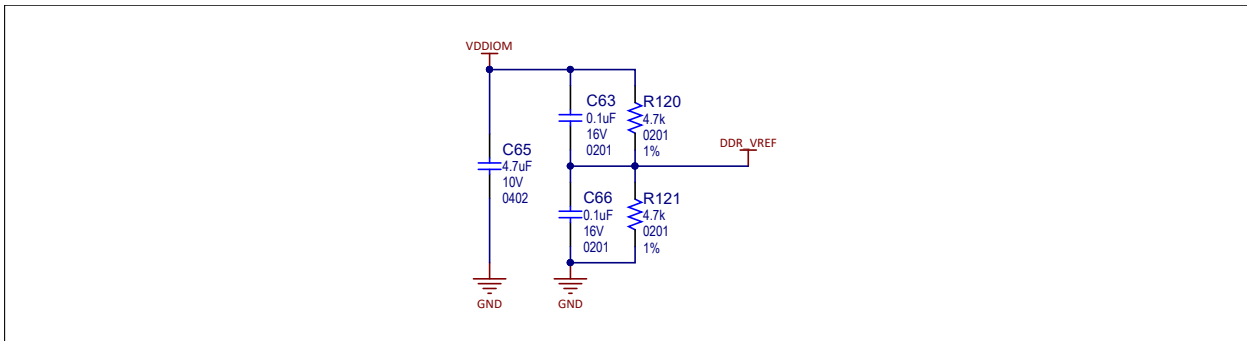 VDDIOM
C63
0.1uF
16V
0201
R120
4.7k
0201
1%
DDR_VREF
C65
4.7uF
10V
0402
C66
0.1uF
16V
0201
R121
4.7k
0201
1%
GND
GND